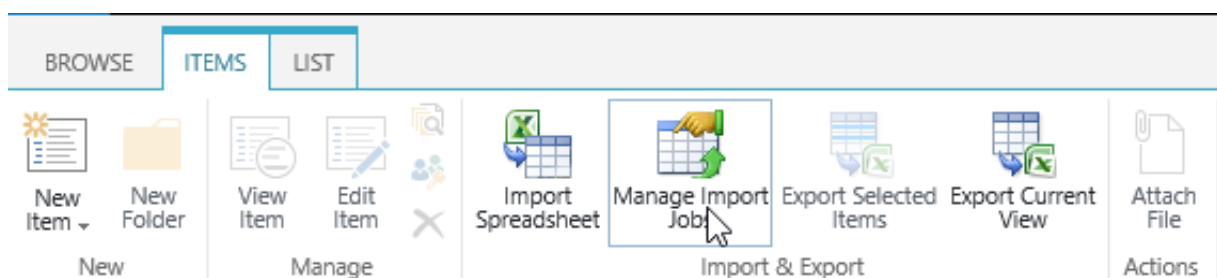 BROWSE ITEMS LIST
New Item
New Folder
View Item
Edit Item
Import Spreadsheet
Manage Import Jobs
Export Selected Items
Export Current View
Attach File
New Manage Import & Export Actions